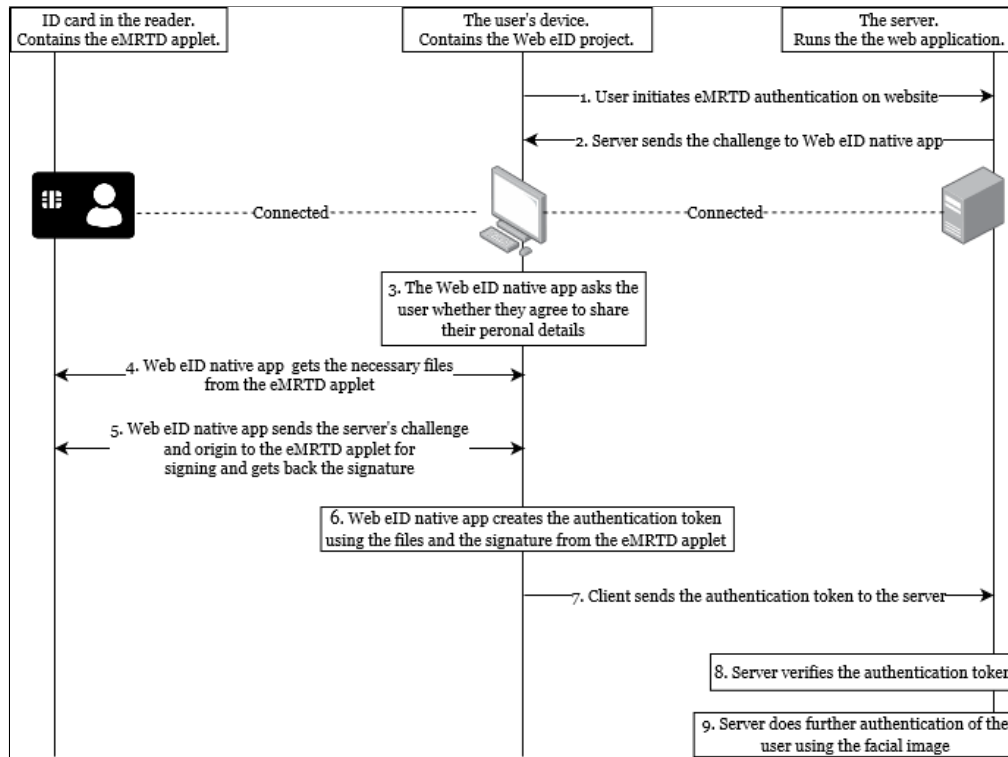 ID card in the reader.
Contains the eMRTD applet.
The user's device.
Contains the Web eID project.
The server.
Runs the the web application.
1. User initiates eMRTD authentication on website
2. Server sends the challenge to Web eID native app
Connected
Connected
3. The Web eID native app asks the
user whether they agree to share
their peronal details
4. Web eID native app gets the necessary files
from the eMRTD applet
5. Web eID native app sends the server's challenge
and origin to the eMRTD applet for
signing and gets back the signature
6. Web eID native app creates the authentication token
using the files and the signature from the eMRTD applet
7. Client sends the authentication token to the server
8. Server verifies the authentication token
9. Server does further authentication of the
user using the facial image